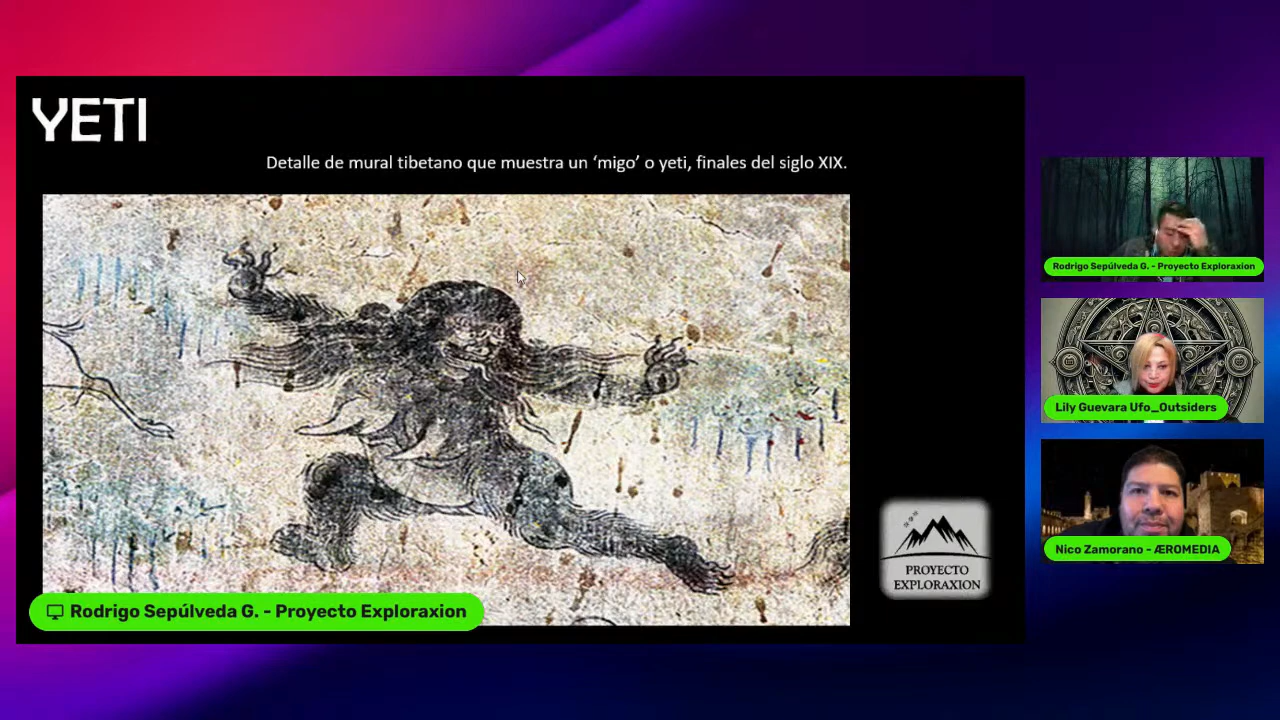 YETI
Detalle de mural tibetano que muestra un ‘migo’ o yeti, finales del siglo XIX.
PROYECTO
EXPLORAXION
Rodrigo Sepúlveda G. - Proyecto Exploraxion
Rodrigo Sepúlveda G. - Proyecto Exploraxion
Lily Guevara Ufo_Outsiders
Nico Zamorano - ÆROMEDIA